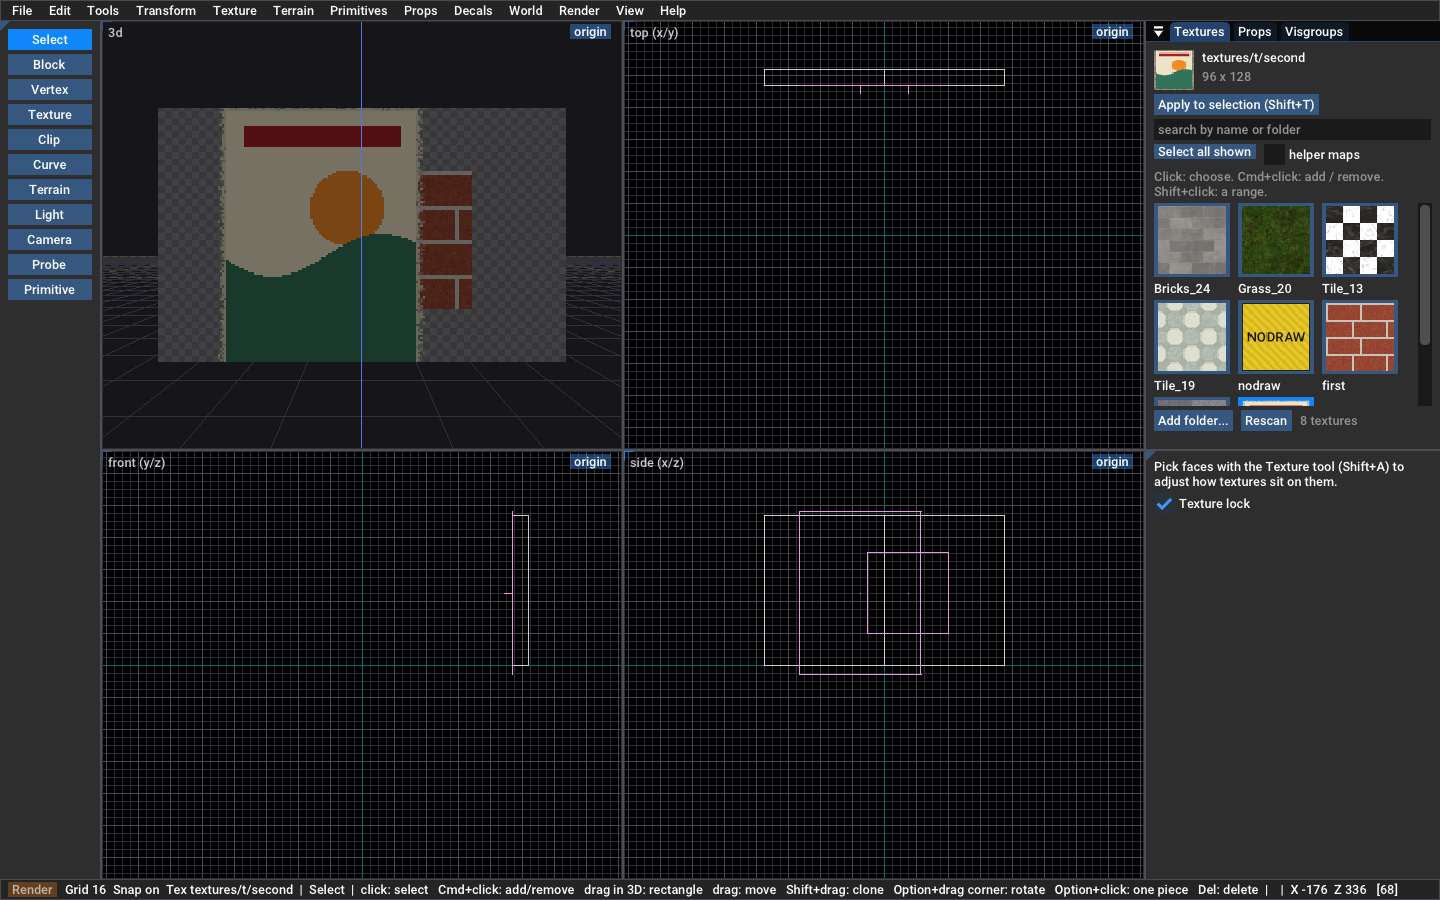 File Edit Tools Transform Texture Terrain Primitives Props Decals World Render View Help
Select
Block
Vertex
Texture
Clip
Curve
Terrain
Light
Camera
Probe
Primitive
3d origin
top (x/y) origin
front (y/z) origin
side (x/z) origin
Textures Props Visgroups
textures/t/second
96 x 128
Apply to selection (Shift+T)
search by name or folder
Select all shown helper maps
Click: choose. Cmd+click: add / remove.
Shift+click: a range.
Bricks_24 Grass_20 Tile_13
NODRAW
Tile_19 nodraw first
Add folder... Rescan 8 textures
Pick faces with the Texture tool (Shift+A) to
adjust how textures sit on them.
Texture lock
Render Grid 16 Snap on Tex textures/t/second | Select | click: select Cmd+click: add/remove drag in 3D: rectangle drag: move Shift+drag: clone Option+drag corner: rotate Option+click: one piece Del: delete | | X -176 Z 336 [68]